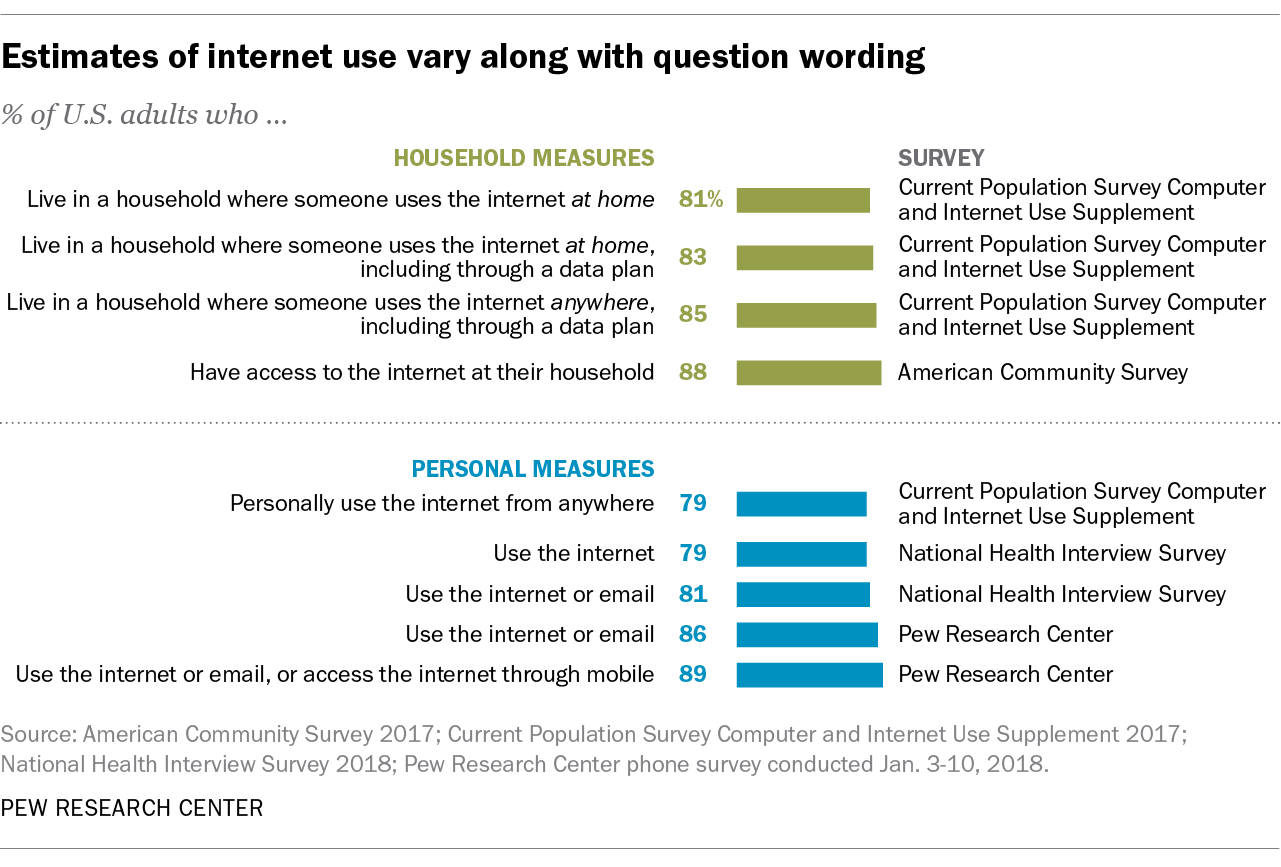 Estimates of internet use vary along with question wording
% of U.S. adults who ...
HOUSEHOLD MEASURES SURVEY
Live in a household where someone uses the internet at home 81% Current Population Survey Computer
and Internet Use Supplement
Live in a household where someone uses the internet at home, 83 Current Population Survey Computer
including through a data plan and Internet Use Supplement
Live in a household where someone uses the internet anywhere, 85 Current Population Survey Computer
including through a data plan and Internet Use Supplement
Have access to the internet at their household 88 American Community Survey
PERSONAL MEASURES
Personally use the internet from anywhere 79 Current Population Survey Computer
and Internet Use Supplement
Use the internet 79 National Health Interview Survey
Use the internet or email 81 National Health Interview Survey
Use the internet or email 86 Pew Research Center
Use the internet or email, or access the internet through mobile 89 Pew Research Center
Source: American Community Survey 2017; Current Population Survey Computer and Internet Use Supplement 2017;
National Health Interview Survey 2018; Pew Research Center phone survey conducted Jan. 3-10, 2018.
PEW RESEARCH CENTER